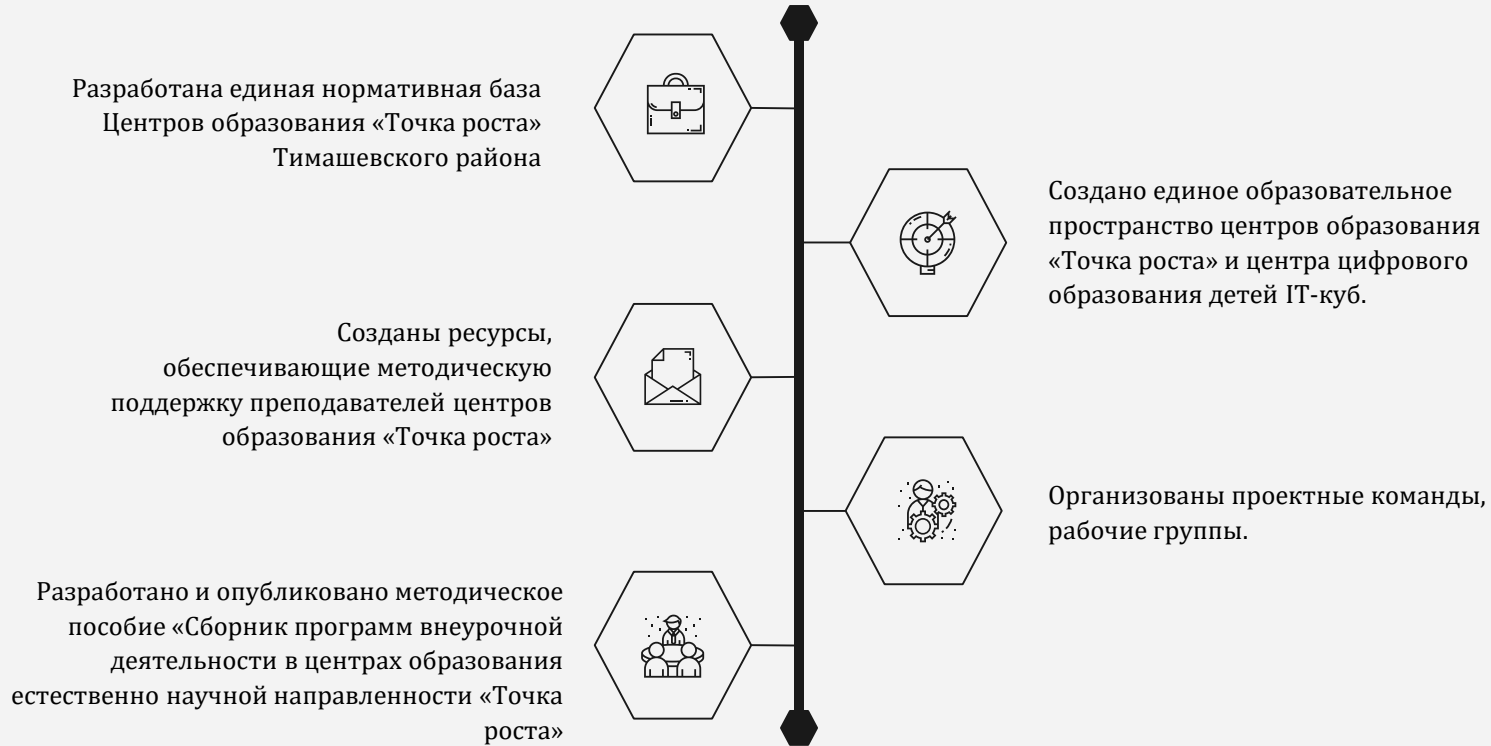 Разработана единая нормативная база
Центров образования «Точка роста»
Тимашевского района
Создано единое образовательное
пространство центров образования
«Точка роста» и центра цифрового
образования детей IT-куб.
Созданы ресурсы,
обеспечивающие методическую
поддержку преподавателей центров
образования «Точка роста»
Организованы проектные команды,
рабочие группы.
Разработано и опубликовано методическое
пособие «Сборник программ внеурочной
деятельности в центрах образования
естественно научной направленности «Точка
роста»